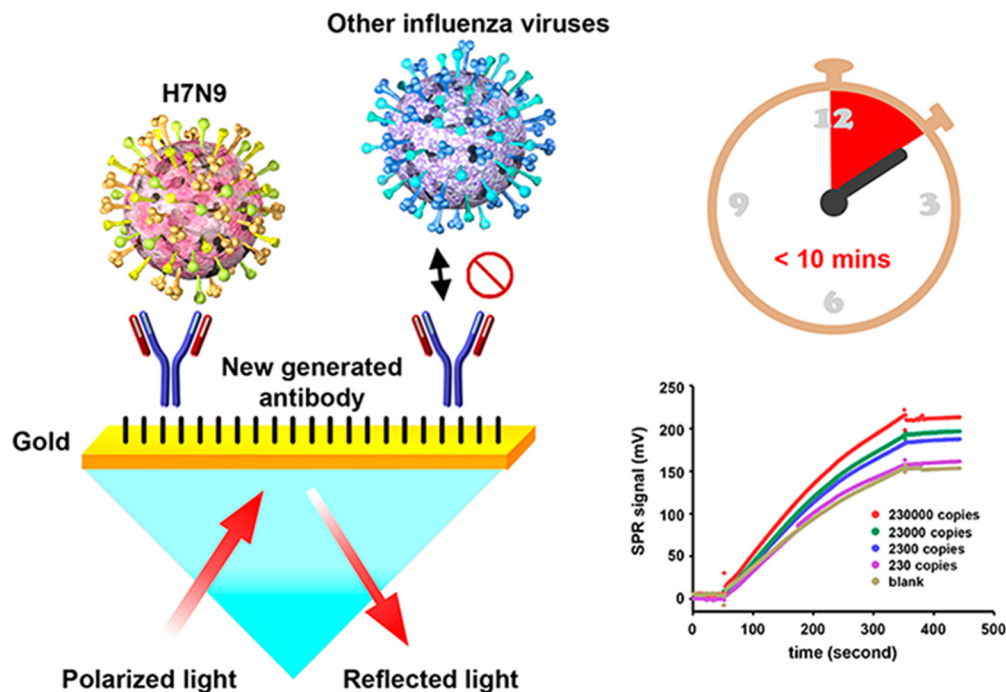 Other influenza viruses
H7N9
New generated
antibody
Gold
Polarized light
Reflected light
12
9
3
< 10 mins
6
250
200
150
100
50
0
SPR signal (mV)
230000 copies
23000 copies
2300 copies
230 copies
blank
0 100 200 300 400 500
time (second)